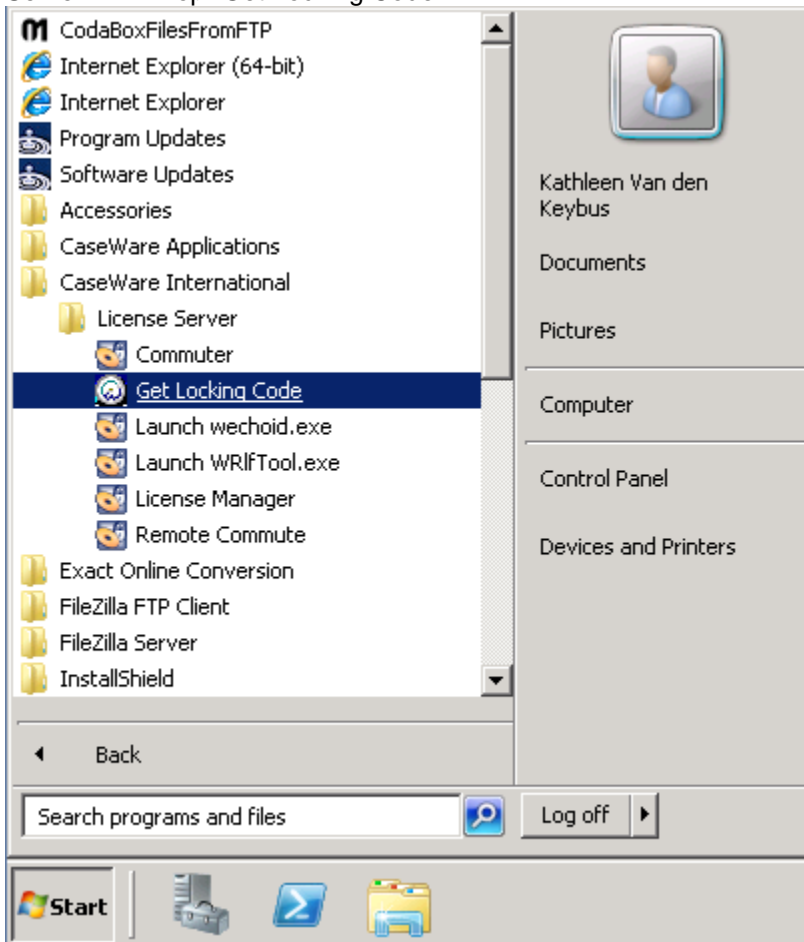 CodaBoxFilesFromFTP
Internet Explorer (64-bit)
Internet Explorer
Program Updates
Software Updates
Accessories
CaseWare Applications
CaseWare International
License Server
Commuter
Get Locking Code
Launch wechoid.exe
Launch WRlfTool.exe
License Manager
Remote Commute
Exact Online Conversion
FileZilla FTP Client
FileZilla Server
InstallShield
Back
Search programs and files
Kathleen Van den
Keybus
Documents
Pictures
Computer
Control Panel
Devices and Printers
Log off
Start